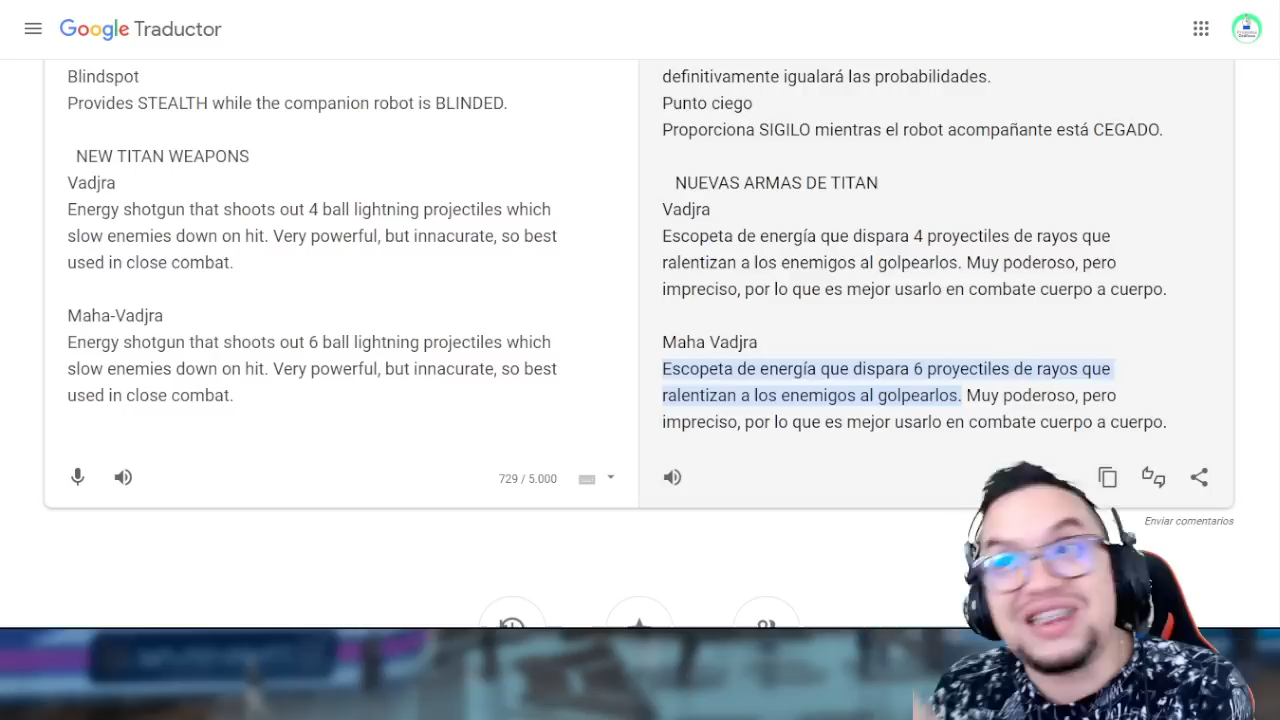 Google Traductor
Blindspot
Provides STEALTH while the companion robot is BLINDED.
NEW TITAN WEAPONS
Vadjra
Energy shotgun that shoots out 4 ball lightning projectiles which
slow enemies down on hit. Very powerful, but innacurate, so best
used in close combat.
Maha-Vadjra
Energy shotgun that shoots out 6 ball lightning projectiles which
slow enemies down on hit. Very powerful, but innacurate, so best
used in close combat.
729 / 5.000
definitivamente igualará las probabilidades.
Punto ciego
Proporciona SIGILO mientras el robot acompañante está CEGADO.
NUEVAS ARMAS DE TITAN
Vadjra
Escopeta de energía que dispara 4 proyectiles de rayos que
ralentizan a los enemigos al golpearlos. Muy poderoso, pero
impreciso, por lo que es mejor usarlo en combate cuerpo a cuerpo.
Maha Vadjra
Escopeta de energía que dispara 6 proyectiles de rayos que
ralentizan a los enemigos al golpearlos. Muy poderoso, pero
impreciso, por lo que es mejor usarlo en combate cuerpo a cuerpo.
Enviar comentarios